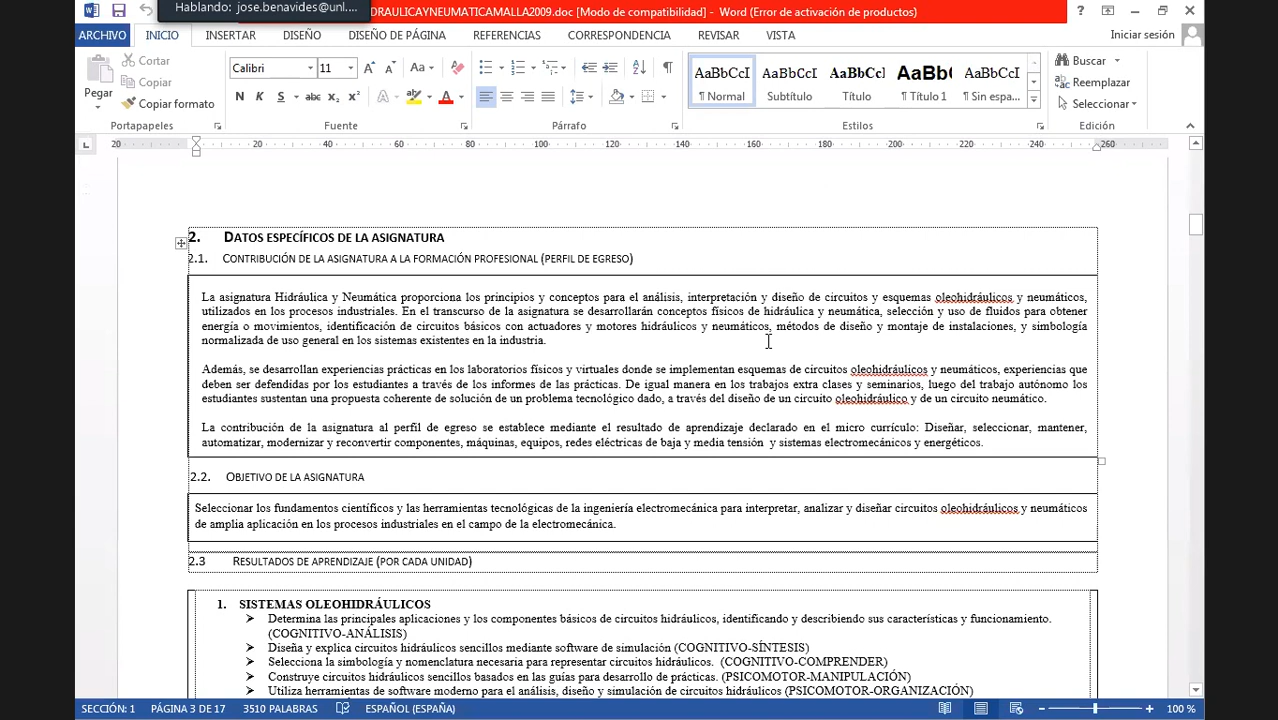 Hablando: jose.benavides@unl....
DRAULICAYNEUMATICAMALLA2009.doc [Modo de compatibilidad] - Word (Error de activación de productos)
ARCHIVO INICIO INSERTAR DISEÑO DISEÑO DE PÁGINA REFERENCIAS CORRESPONDENCIA REVISAR VISTA Iniciar sesión
Pegar
Cortar
Copiar
Copiar formato
Portapapeles
Calibri 11
N K S abc x₂ x²
Fuente
Párrafo
AaBbCcI AaBbCcI AaBbCcI AaBbC AaBbCcI
¶ Normal Subtítulo Título ¶ Título 1 ¶ Sin espa...
Estilos
Buscar
Reemplazar
Seleccionar
Edición
20 20 40 60 80 100 120 140 160 180 200 220 240 260
2. DATOS ESPECÍFICOS DE LA ASIGNATURA
2.1. CONTRIBUCIÓN DE LA ASIGNATURA A LA FORMACIÓN PROFESIONAL (PERFIL DE EGRESO)
La asignatura Hidráulica y Neumática proporciona los principios y conceptos para el análisis, interpretación y diseño de circuitos y esquemas oleohidráulicos y neumáticos,
utilizados en los procesos industriales. En el transcurso de la asignatura se desarrollarán conceptos físicos de hidráulica y neumática, selección y uso de fluidos para obtener
energía o movimientos, identificación de circuitos básicos con actuadores y motores hidráulicos y neumáticos, métodos de diseño y montaje de instalaciones, y simbología
normalizada de uso general en los sistemas existentes en la industria.
Además, se desarrollan experiencias prácticas en los laboratorios físicos y virtuales donde se implementan esquemas de circuitos oleohidráulicos y neumáticos, experiencias que
deben ser defendidas por los estudiantes a través de los informes de las prácticas. De igual manera en los trabajos extra clases y seminarios, luego del trabajo autónomo los
estudiantes sustentan una propuesta coherente de solución de un problema tecnológico dado, a través del diseño de un circuito oleohidráulico y de un circuito neumático.
La contribución de la asignatura al perfil de egreso se establece mediante el resultado de aprendizaje declarado en el micro currículo: Diseñar, seleccionar, mantener,
automatizar, modernizar y reconvertir componentes, máquinas, equipos, redes eléctricas de baja y media tensión y sistemas electromecánicos y energéticos.
2.2. OBJETIVO DE LA ASIGNATURA
Seleccionar los fundamentos científicos y las herramientas tecnológicas de la ingeniería electromecánica para interpretar, analizar y diseñar circuitos oleohidráulicos y neumáticos
de amplia aplicación en los procesos industriales en el campo de la electromecánica.
2.3 RESULTADOS DE APRENDIZAJE (POR CADA UNIDAD)
1. SISTEMAS OLEOHIDRÁULICOS
➤ Determina las principales aplicaciones y los componentes básicos de circuitos hidráulicos, identificando y describiendo sus características y funcionamiento.
(COGNITIVO-ANÁLISIS)
➤ Diseña y explica circuitos hidráulicos sencillos mediante software de simulación (COGNITIVO-SÍNTESIS)
➤ Selecciona la simbología y nomenclatura necesaria para representar circuitos hidráulicos. (COGNITIVO-COMPRENDER)
➤ Construye circuitos hidráulicos sencillos basados en las guías para desarrollo de prácticas. (PSICOMOTOR-MANIPULACIÓN)
➤ Utiliza herramientas de software moderno para el análisis, diseño y simulación de circuitos hidráulicos (PSICOMOTOR-ORGANIZACIÓN)
SECCIÓN: 1 PÁGINA 3 DE 17 3510 PALABRAS ESPAÑOL (ESPAÑA) 100 %